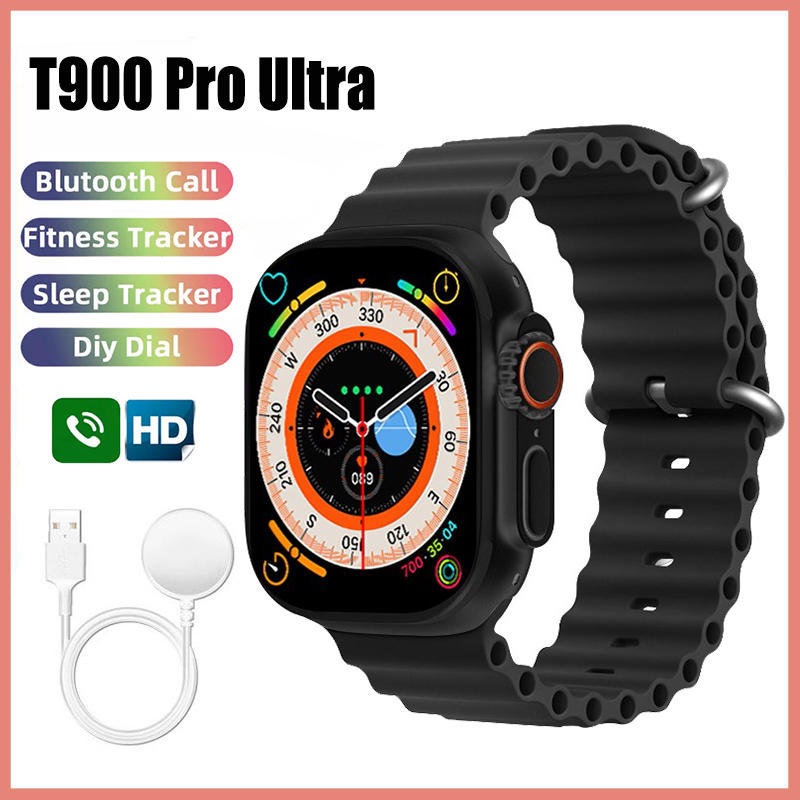 T900 Pro Ultra
Blutooth Call
Fitness Tracker
Sleep Tracker
Diy Dial
HD
300
330
W
30
240
60
210
E
S
150
120
089
700·35·04